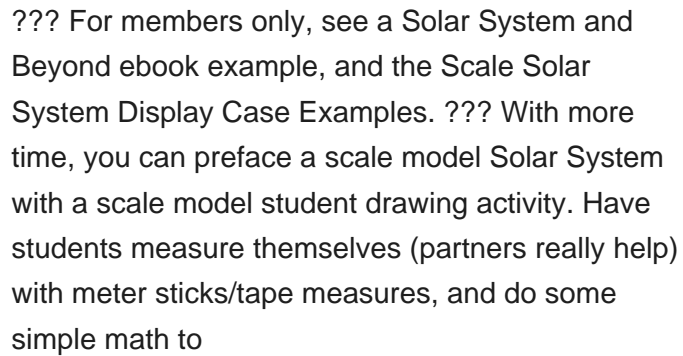 ??? For members only, see a Solar System and
Beyond ebook example, and the Scale Solar
System Display Case Examples. ??? With more
time, you can preface a scale model Solar System
with a scale model student drawing activity. Have
students measure themselves (partners really help)
with meter sticks/tape measures, and do some
simple math to